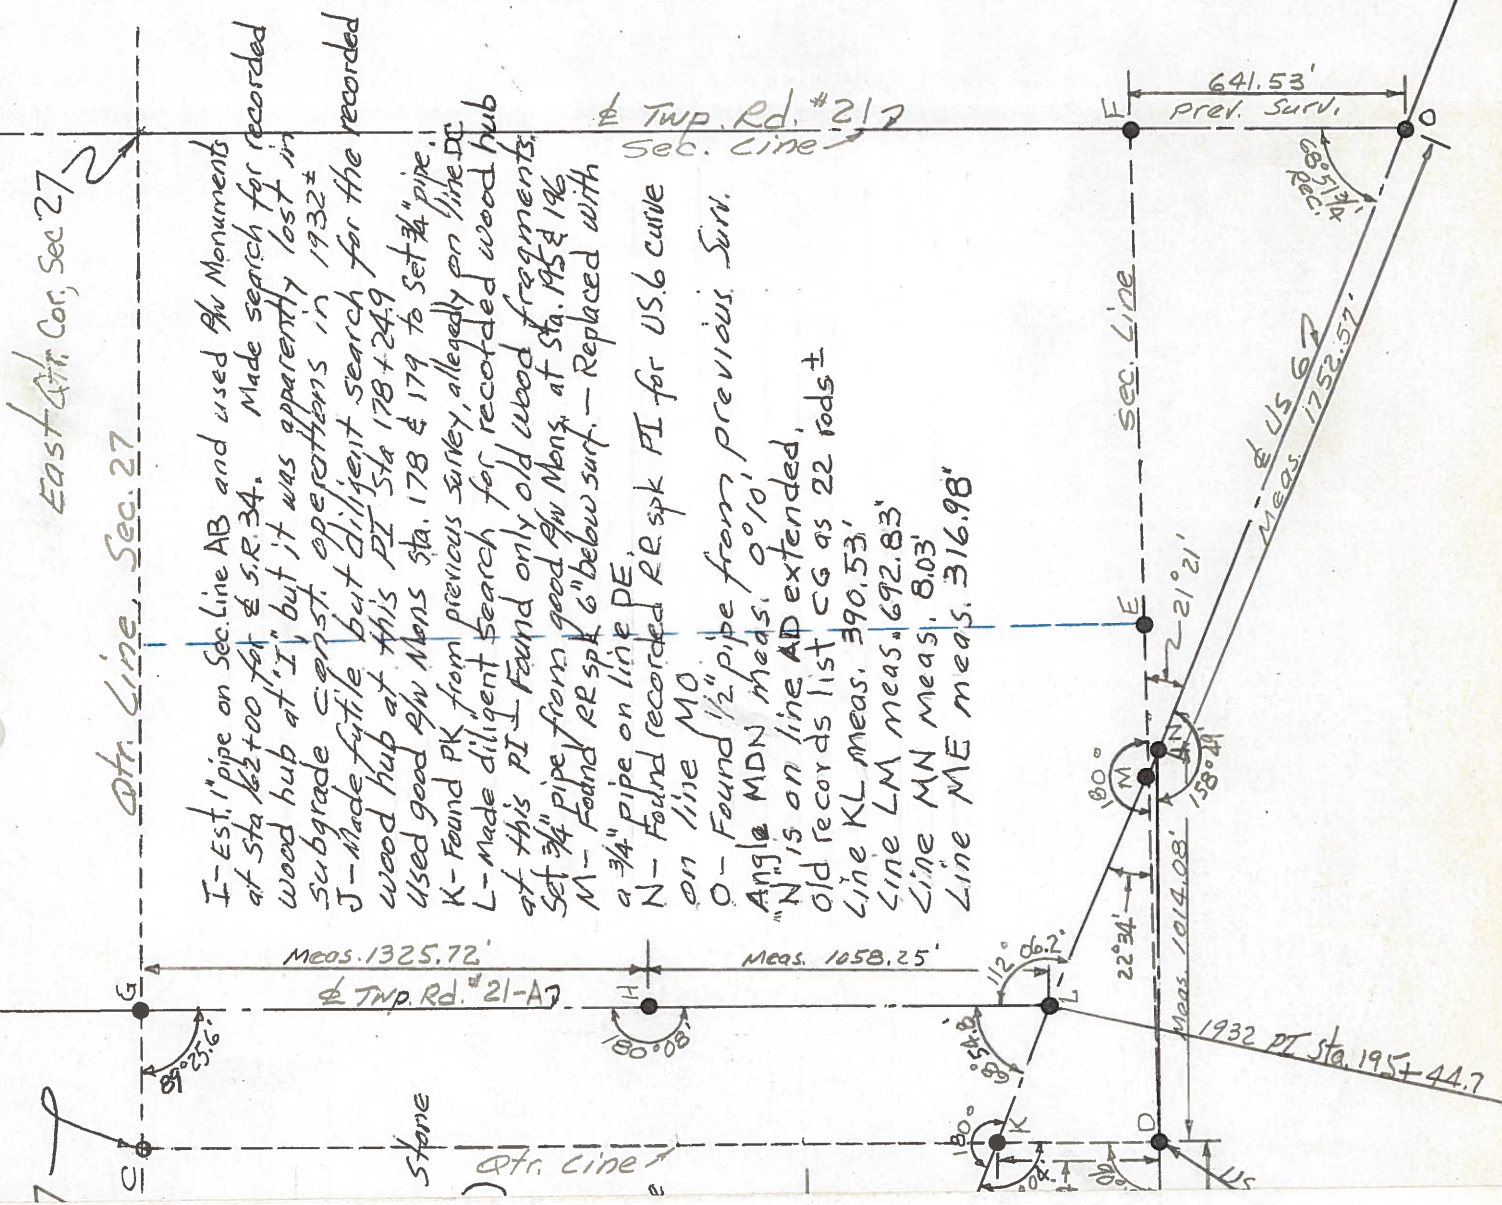 East Qtr. Cor., Sec 27
Qtr. Line Sec. 27
℄ Twp. Rd. #21
Sec. Line
641.53'
Prev. Surv.
F
O
68°51 3/4'
Rec.
I - Est. 1" pipe on Sec. Line AB and used R/W Monuments
at Sta 162+00 for ℄ S.R. 34. Made search for recorded
wood hub at "I", but it was apparently lost in
subgrade const. operations in 1932±
J - Made futile but diligent search for the recorded
wood hub at this PI Sta 178+24.9
Used good R/W Mons Sta. 178 & 179 to Set 3/4" pipe.
K - Found PK from previous survey, allegedly on line DC.
L - Made diligent search for recorded wood hub
at this PI - Found only old wood fragments.
Set 3/4" pipe from good R/W Mons. at Sta. 195 & 196
M - Found RR spk 6" below surf. - Replaced with
a 3/4" pipe on line DE.
N - Found recorded RR spk PI for US.6 curve
on line MO
O - Found 1/2" pipe from previous Surv.
Angle MDN meas. 0°10'
"N" is on line AD extended.
Old records list CG as 22 rods±
Line KL meas. 390.53'
Line LM meas. 692.83'
Line MN meas. 8.03'
Line ME meas. 316.98'
Sec. Line
℄ US 6
Meas. 1752.57'
E
21°21'
N
M
180°
158°49'
22°34'
Meas 1014.08'
G
Meas. 1325.72'
℄ Twp. Rd. #21-A
H
Meas. 1058.25'
112°06.2'
L
89°25.6'
180°08'
1932 PI Sta. 195+44.7
C
Stone
Qtr. Line
180°
K
D
US